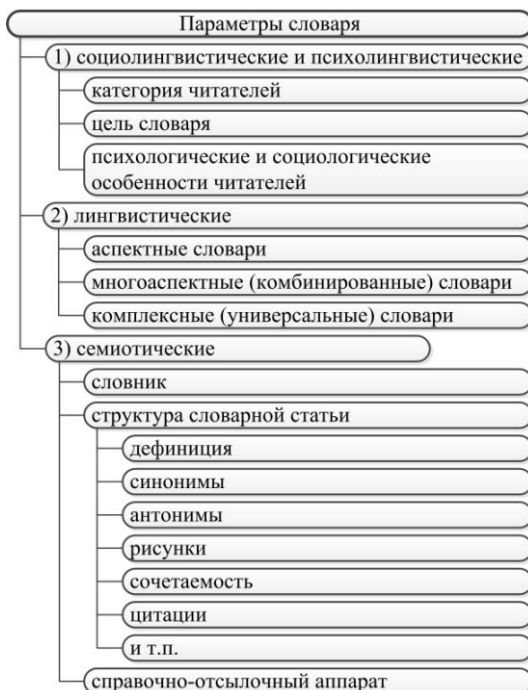 Параметры словаря
1) социолингвистические и психолингвистические
категория читателей
цель словаря
психологические и социологические
особенности читателей
2) лингвистические
аспектные словари
многоаспектные (комбинированные) словари
комплексные (универсальные) словари
3) семиотические
словник
структура словарной статьи
дефиниция
синонимы
антонимы
рисунки
сочетаемость
цитации
и т.п.
справочно-отсылочный аппарат